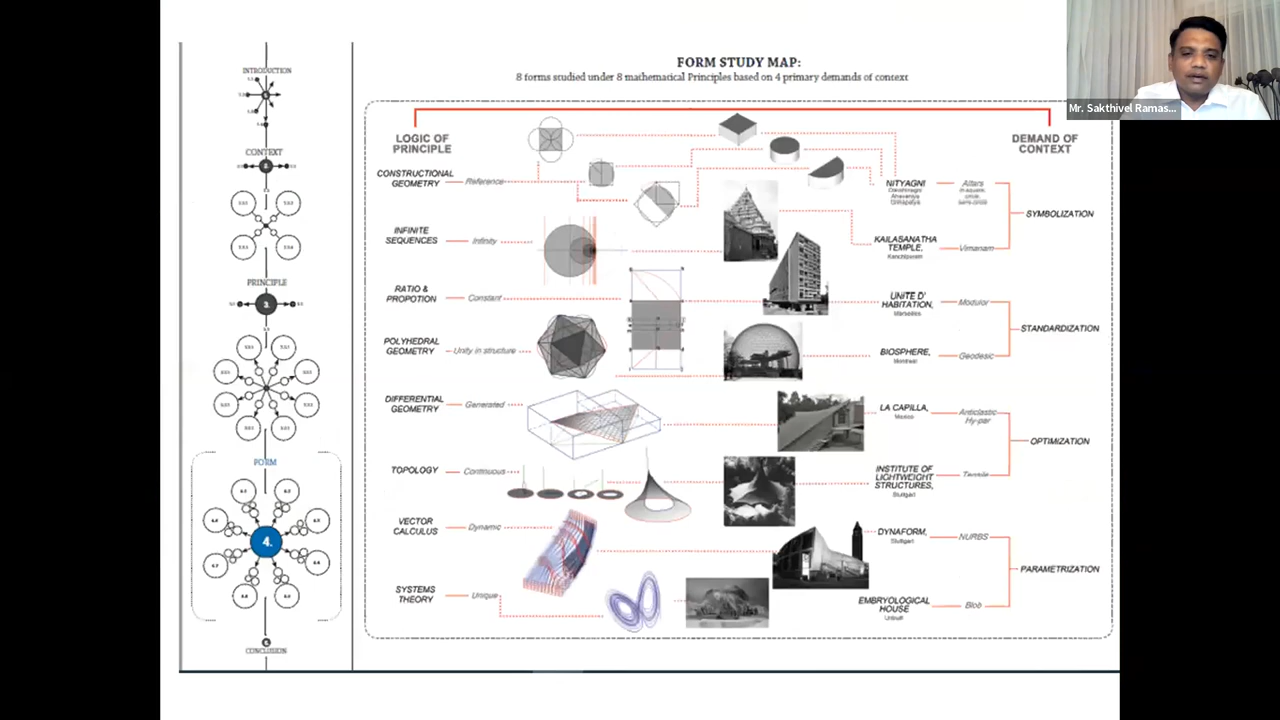 FORM STUDY MAP:
8 forms studied under 8 mathematical Principles based on 4 primary demands of context
Mr. Sakthivel Ramas...
INTRODUCTION
CONTEXT
PRINCIPLE
3.
FORM
4.
CONCLUSION
LOGIC OF
PRINCIPLE
DEMAND OF
CONTEXT
CONSTRUCTIONAL
GEOMETRY
Reference
NITYAGNI
Altars
SYMBOLIZATION
INFINITE
SEQUENCES
Infinity
KAILASANATHA
TEMPLE,
Kanchipuram
Vimanam
RATIO &
PROPOTION
Constant
UNITE D'
HABITATION,
Marseilles
Modulor
STANDARDIZATION
POLYHEDRAL
GEOMETRY
Unity in structure
BIOSPHERE,
Montreal
Geodesic
DIFFERENTIAL
GEOMETRY
Generated
LA CAPILLA,
Mexico
Anticlastic
Hy-par
OPTIMIZATION
TOPOLOGY
Continuous
INSTITUTE OF
LIGHTWEIGHT
STRUCTURES,
Stuttgart
Tensile
VECTOR
CALCULUS
Dynamic
DYNAFORM,
Stuttgart
NURBS
PARAMETRIZATION
SYSTEMS
THEORY
Unique
EMBRYOLOGICAL
HOUSE
Unbuilt
Blob